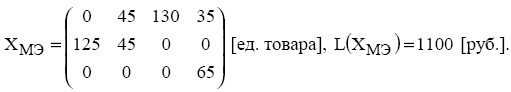 X_МЭ = ( 0 45 130 35
125 45 0 0
0 0 0 65 ) [ед. товара], L(X_МЭ)=1100 [руб.].